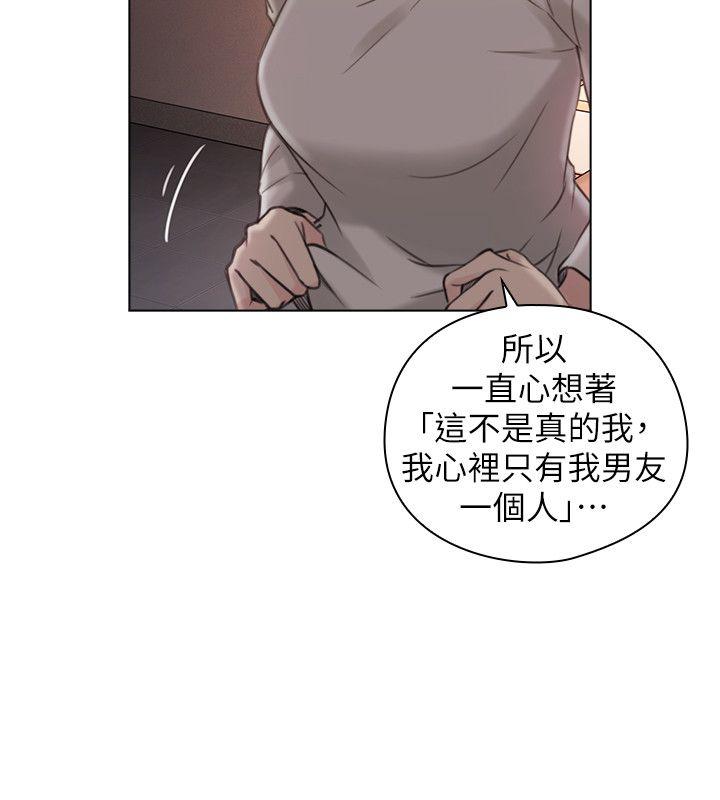 所以
一直心想著
「這不是真的我，
我心裡只有我男友
一個人」…